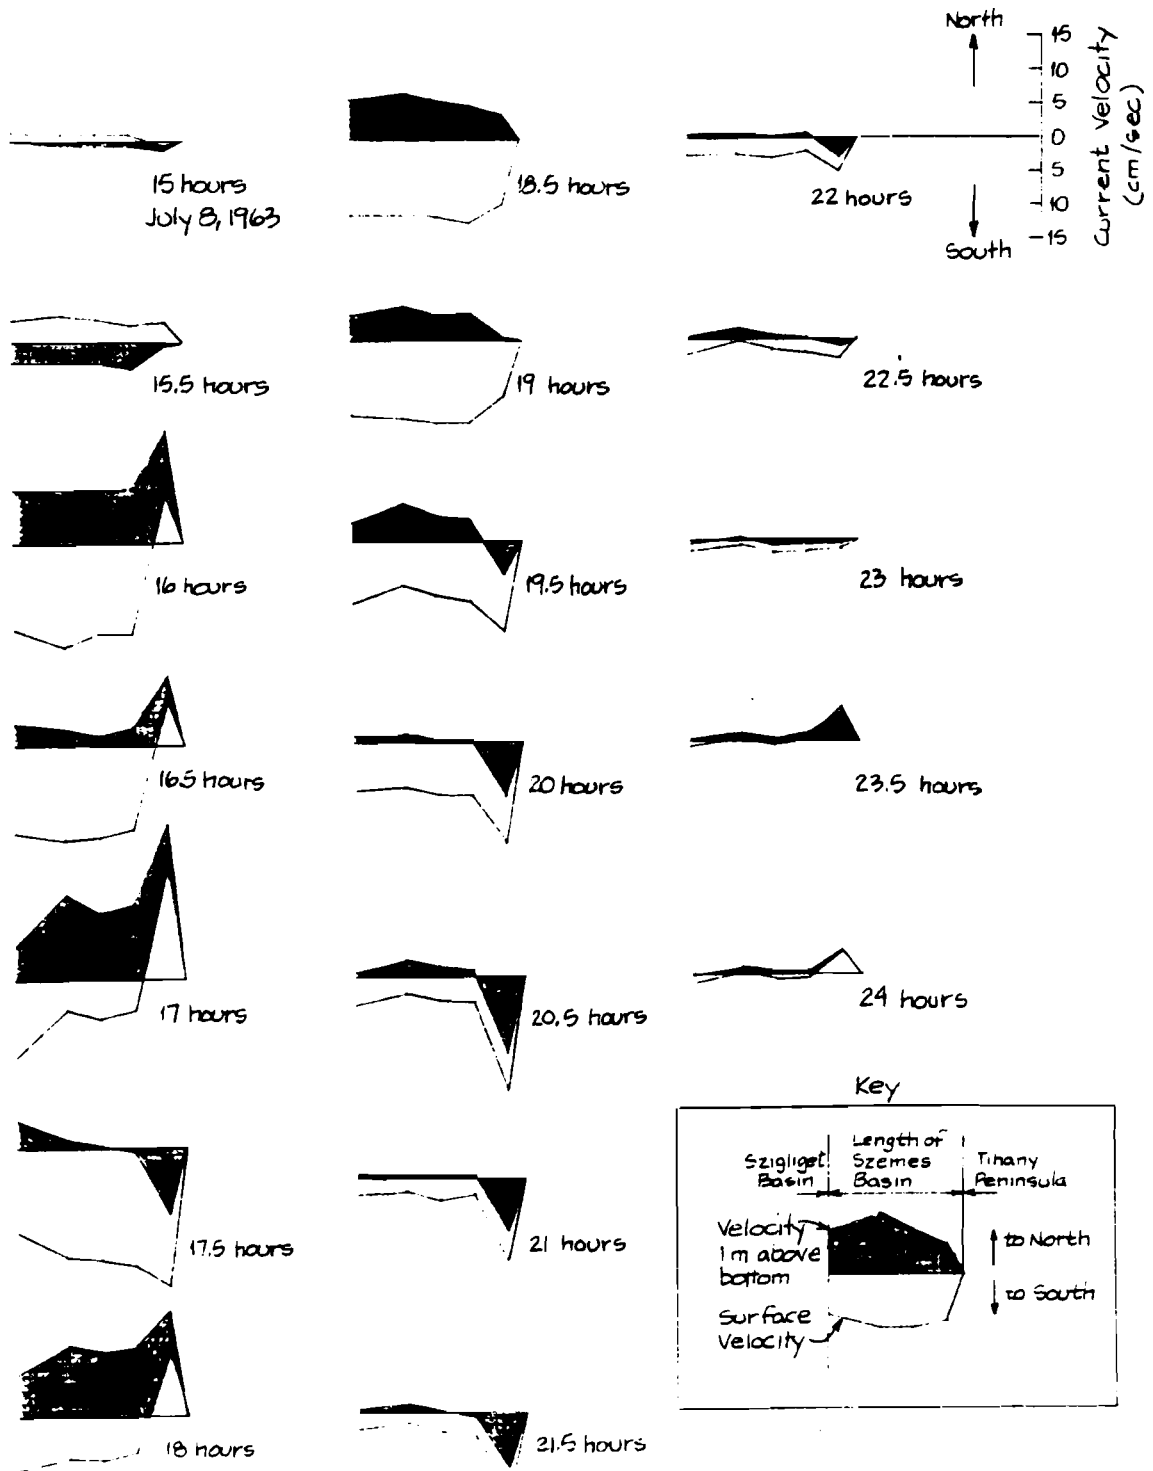 North
15
10
5
0
5
10
15
Current Velocity
(cm/sec)
South
15 hours
July 8, 1963
18.5 hours
22 hours
15.5 hours
19 hours
22.5 hours
16 hours
19.5 hours
23 hours
16.5 hours
20 hours
23.5 hours
17 hours
20.5 hours
24 hours
17.5 hours
21 hours
18 hours
21.5 hours
Key
Szigliget
Basin
Length of
Szemes
Basin
Tihany
Peninsula
Velocity
1m above
bottom
to North
to South
Surface
Velocity